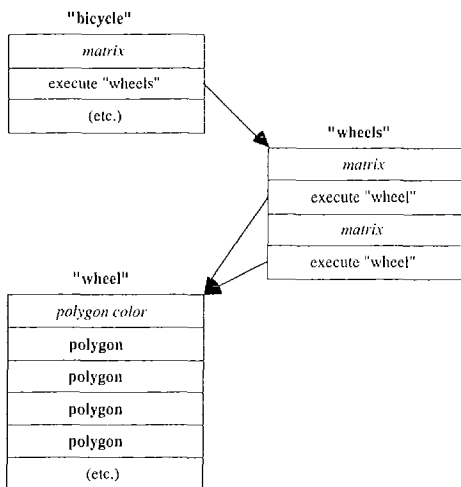 "bicycle"
matrix
execute "wheels"
(etc.)
"wheels"
matrix
execute "wheel"
matrix
execute "wheel"
"wheel"
polygon color
polygon
polygon
polygon
polygon
(etc.)